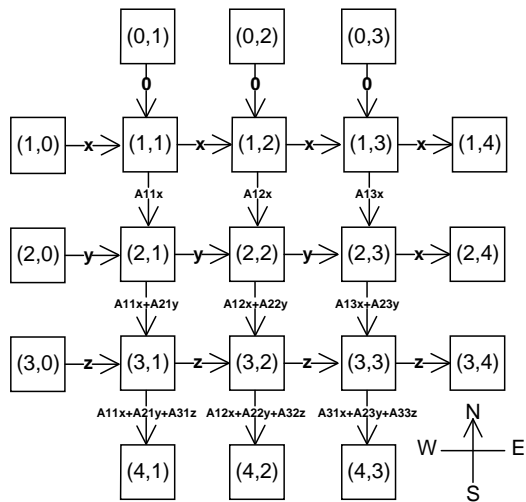 (0,1) (0,2) (0,3)
0 0 0
(1,0) x (1,1) x (1,2) x (1,3) x (1,4)
A11x A12x A13x
(2,0) y (2,1) y (2,2) y (2,3) x (2,4)
A11x+A21y A12x+A22y A13x+A23y
(3,0) z (3,1) z (3,2) z (3,3) z (3,4)
A11x+A21y+A31z A12x+A22y+A32z A31x+A23y+A33z
N
W E
(4,1) (4,2) (4,3)
S